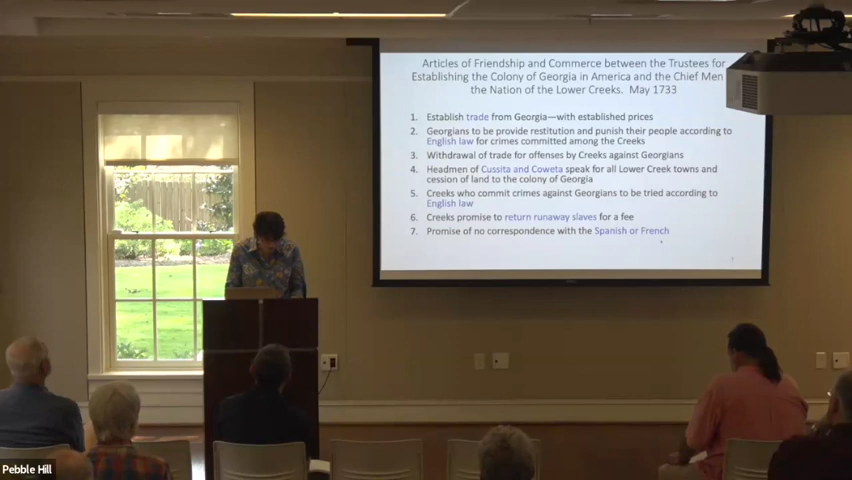 Articles of Friendship and Commerce between the Trustees for
Establishing the Colony of Georgia in America and the Chief Men
the Nation of the Lower Creeks. May 1733
1. Establish trade from Georgia—with established prices
2. Georgians to be provide restitution and punish their people according to
English law for crimes committed among the Creeks
3. Withdrawal of trade for offenses by Creeks against Georgians
4. Headmen of Cussita and Coweta speak for all Lower Creek towns and
cession of land to the colony of Georgia
5. Creeks who commit crimes against Georgians to be tried according to
English law
6. Creeks promise to return runaway slaves for a fee
7. Promise of no correspondence with the Spanish or French
Pebble Hill